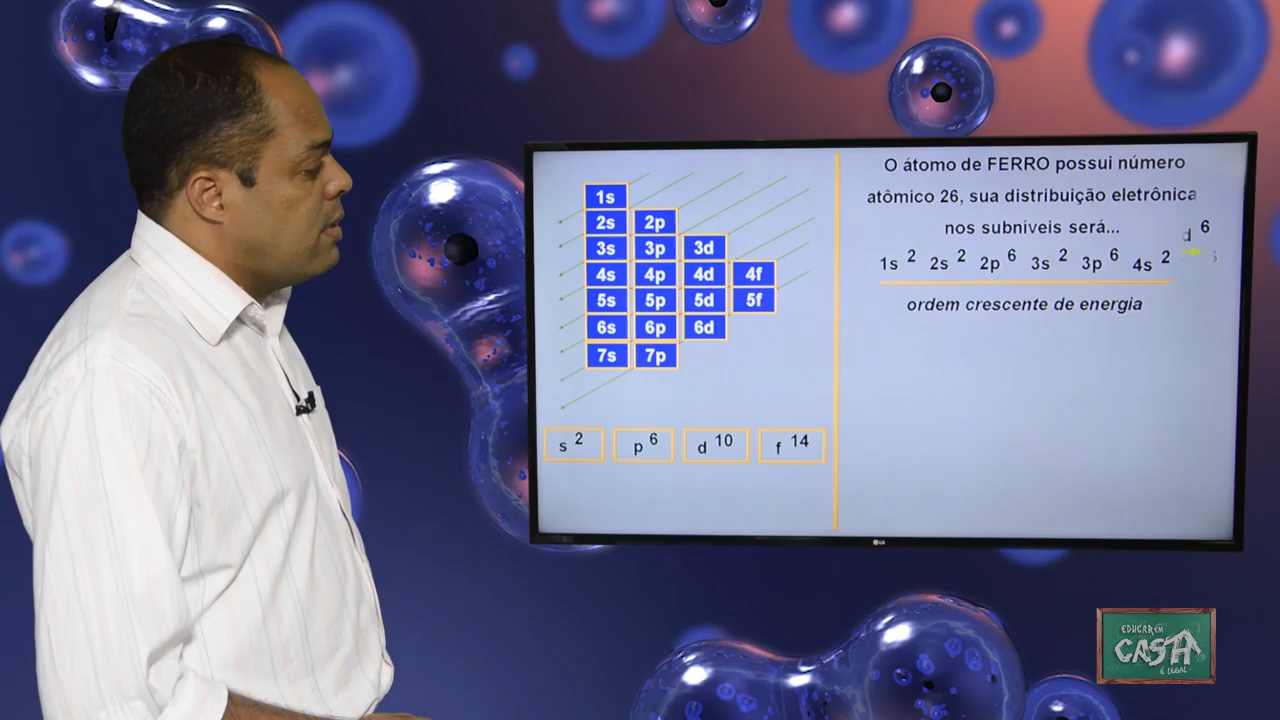 1s
2s 2p
3s 3p 3d
4s 4p 4d 4f
5s 5p 5d 5f
6s 6p 6d
7s 7p
s 2 p 6 d 10 f 14
O átomo de FERRO possui número
atômico 26, sua distribuição eletrônica
nos subníveis será...
d 6
1s 2 2s 2 2p 6 3s 2 3p 6 4s 2
ordem crescente de energia
LG
EDUCAR EM
CASA
É LEGAL